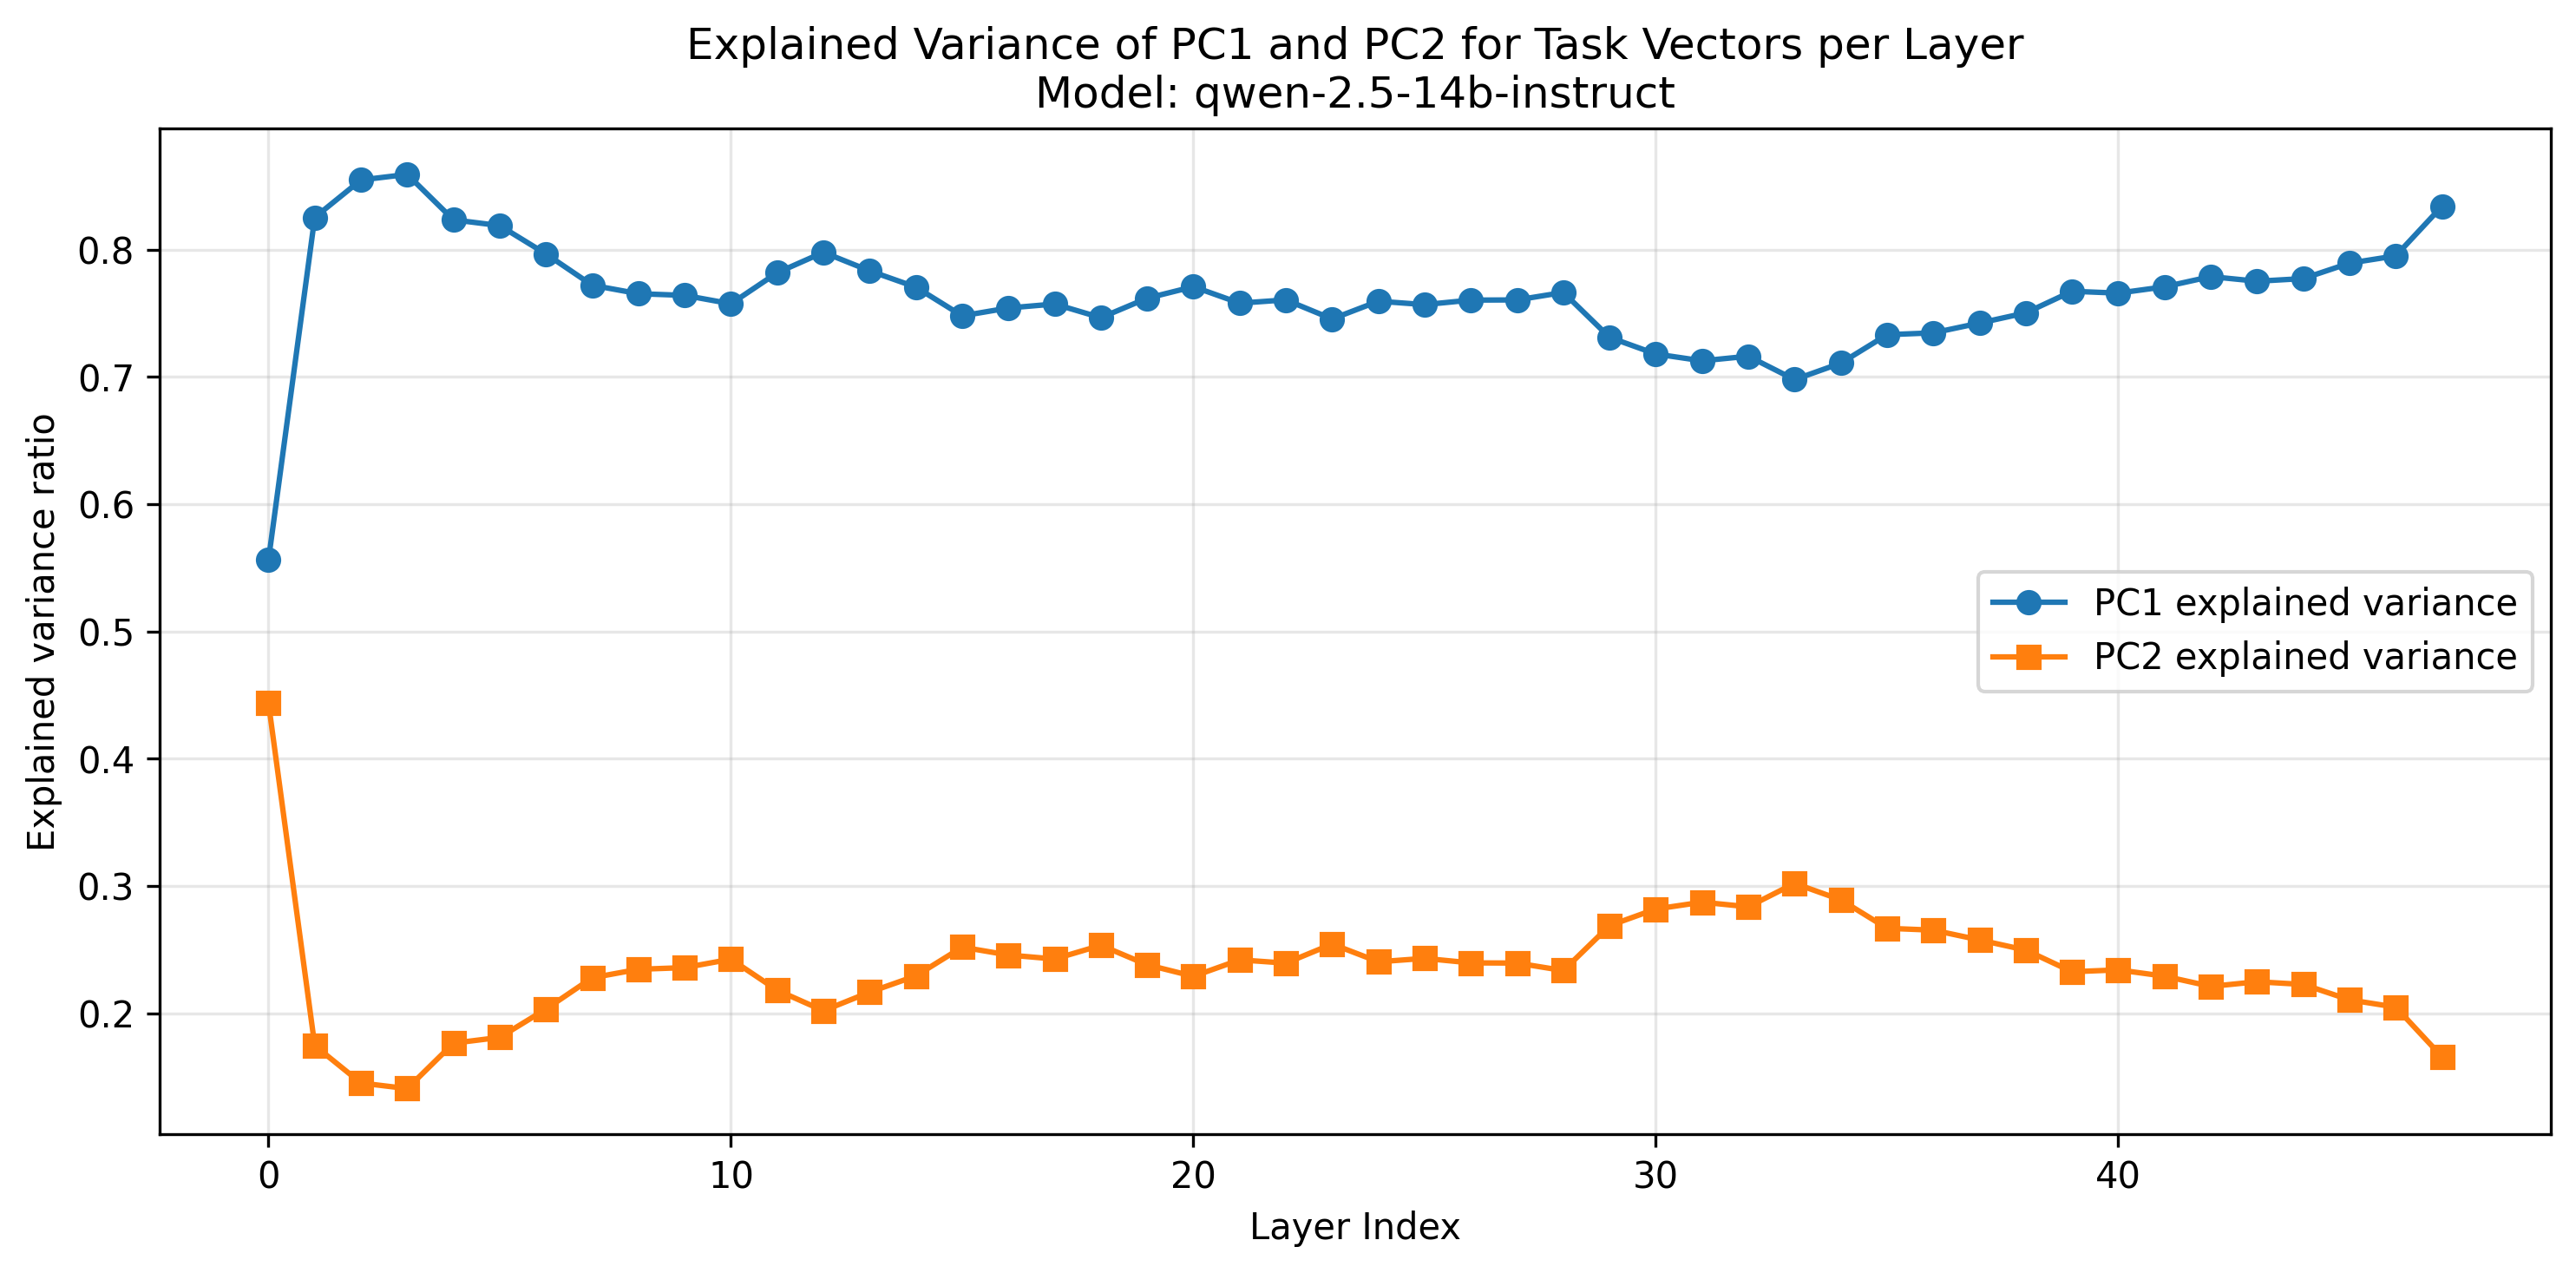 Explained Variance of PC1 and PC2 for Task Vectors per Layer
Model: qwen-2.5-14b-instruct
Explained variance ratio
0.8
0.7
0.6
0.5
0.4
0.3
0.2
PC1 explained variance
PC2 explained variance
0 10 20 30 40
Layer Index